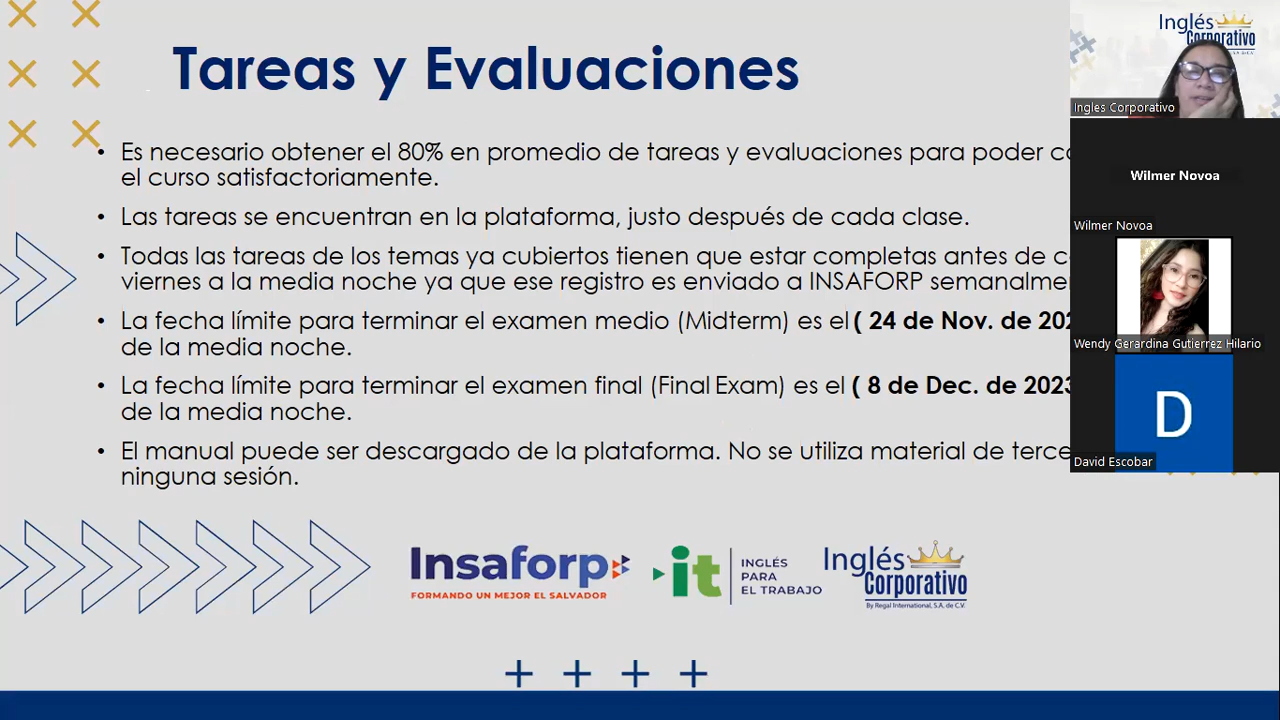 Tareas y Evaluaciones
Es necesario obtener el 80% en promedio de tareas y evaluaciones para poder
el curso satisfactoriamente.
Las tareas se encuentran en la plataforma, justo después de cada clase.
Todas las tareas de los temas ya cubiertos tienen que estar completas antes de
viernes a la media noche ya que ese registro es enviado a INSAFORP
La fecha límite para terminar el examen medio (Midterm) es el ( 24 de Nov. de
de la media noche.
La fecha límite para terminar el examen final (Final Exam) es el ( 8 de Dec. de 2023
de la media noche.
El manual puede ser descargado de la plataforma. No se utiliza material de
ninguna sesión.
Insaforp
FORMANDO UN MEJOR EL SALVADOR
it
INGLÉS
PARA
EL TRABAJO
Inglés
Corporativo
By Regal International, S.A. de C.V.
Inglés
Corporativo
Ingles Corporativo
Wilmer Novoa
Wilmer Novoa
Wendy Gerardina Gutierrez Hilario
D
David Escobar